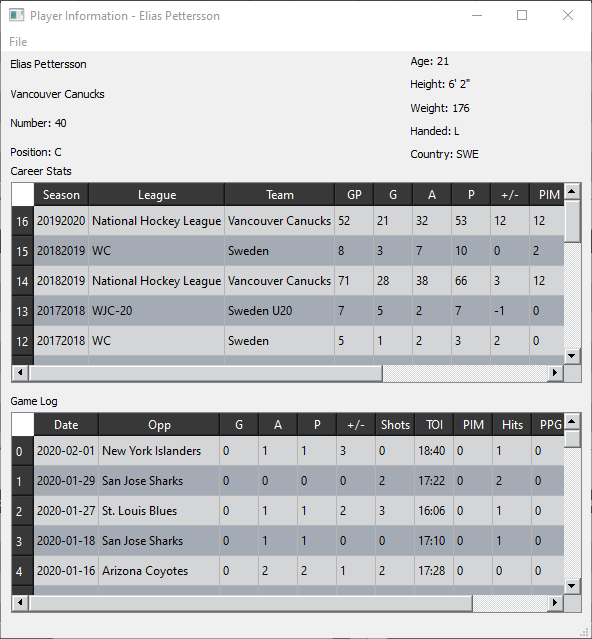 Player Information - Elias Pettersson
File
Elias Pettersson
Vancouver Canucks
Number: 40
Position: C
Age: 21
Height: 6' 2"
Weight: 176
Handed: L
Country: SWE
Career Stats
Season League Team GP G A P +/- PIM
16 20192020 National Hockey League Vancouver Canucks 52 21 32 53 12 12
15 20182019 WC Sweden 8 3 7 10 0 2
14 20182019 National Hockey League Vancouver Canucks 71 28 38 66 3 12
13 20172018 WJC-20 Sweden U20 7 5 2 7 -1 0
12 20172018 WC Sweden 5 1 2 3 2 0
Game Log
Date Opp G A P +/- Shots TOI PIM Hits PPG
0 2020-02-01 New York Islanders 0 1 1 3 0 18:40 0 1 0
1 2020-01-29 San Jose Sharks 0 0 0 0 2 17:22 0 2 0
2 2020-01-27 St. Louis Blues 0 1 1 2 3 16:06 0 1 0
3 2020-01-18 San Jose Sharks 0 1 1 0 0 17:10 0 1 0
4 2020-01-16 Arizona Coyotes 0 2 2 1 2 17:28 0 0 0